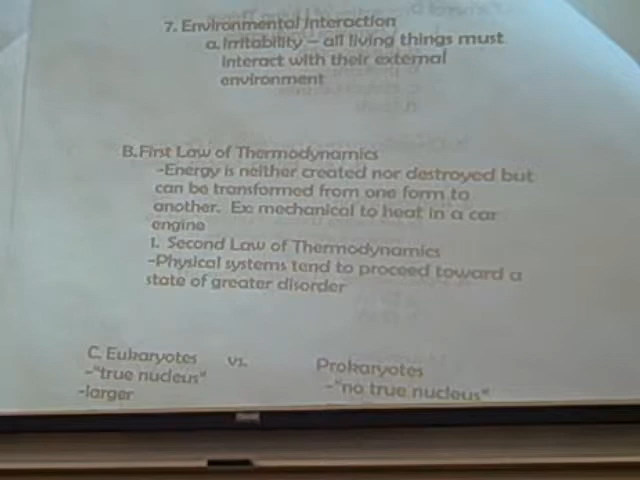 7. Environmental Interaction
a. Irritability – all living things must
interact with their external
environment
B. First Law of Thermodynamics
-Energy is neither created nor destroyed but
can be transformed from one form to
another. Ex: mechanical to heat in a car
engine
1. Second Law of Thermodynamics
-Physical systems tend to proceed toward a
state of greater disorder
C. Eukaryotes vs. Prokaryotes
-"true nucleus" -"no true nucleus"
-larger